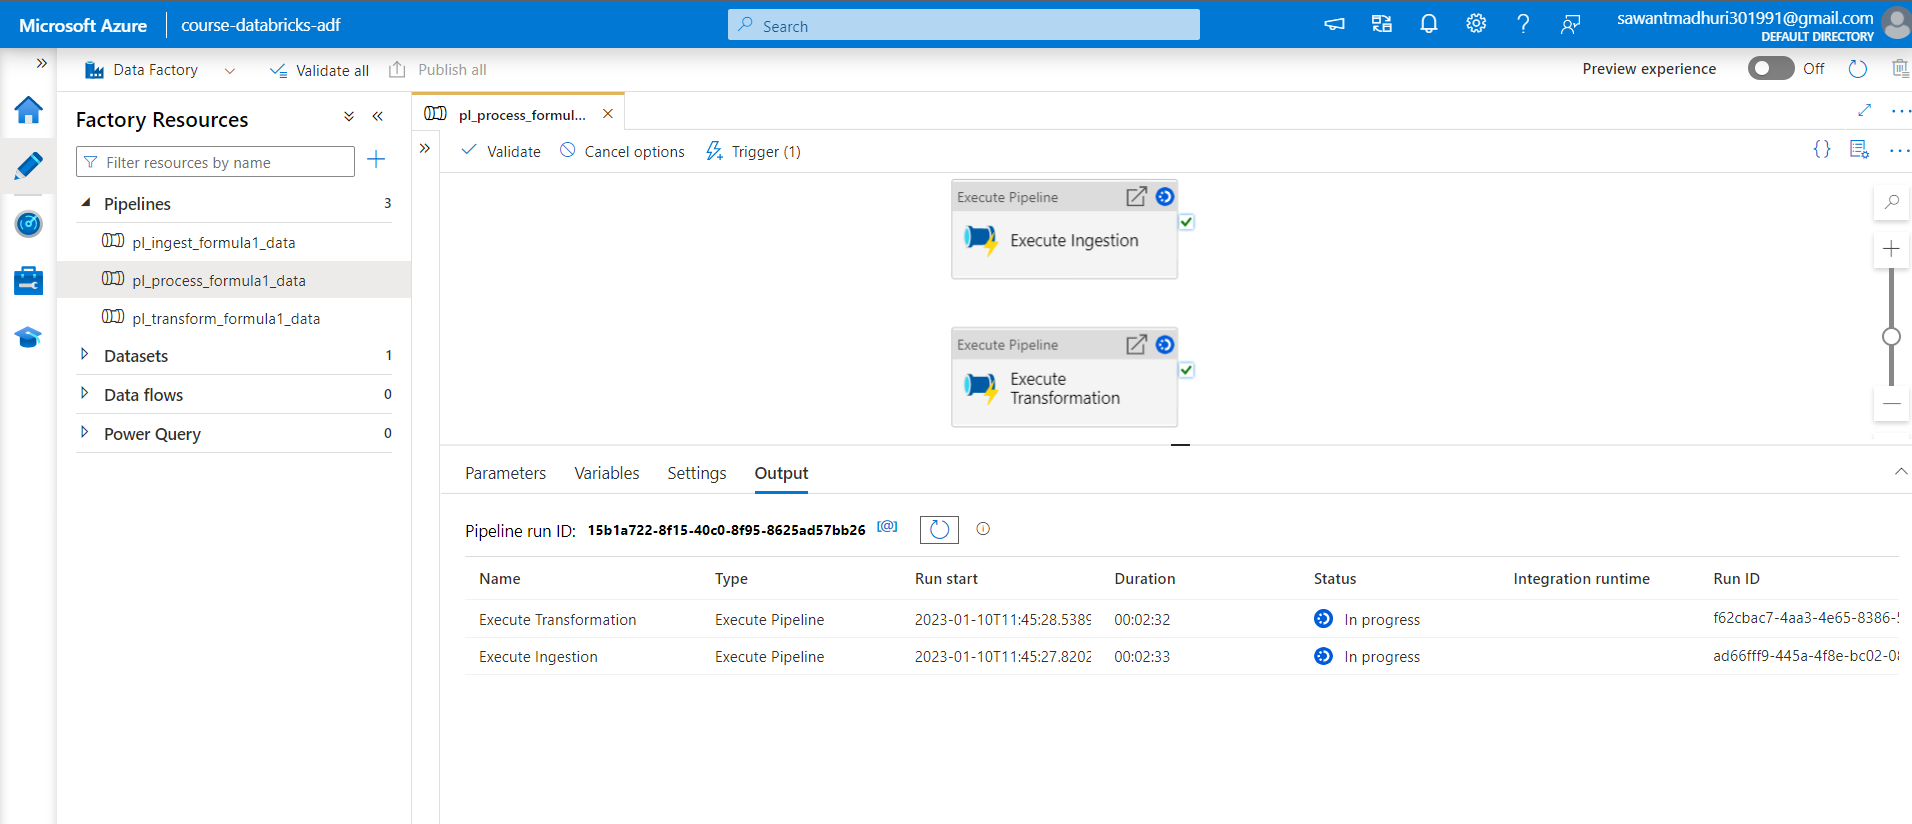 Microsoft Azure
course-databricks-adf
Search
sawantmadhuri301991@gmail.com
DEFAULT DIRECTORY
Data Factory
Validate all
Publish all
Preview experience
Off
Factory Resources
Filter resources by name
Pipelines 3
pl_ingest_formula1_data
pl_process_formula1_data
pl_transform_formula1_data
Datasets 1
Data flows 0
Power Query 0
pl_process_formul...
Validate
Cancel options
Trigger (1)
Execute Pipeline
Execute Ingestion
Execute Pipeline
Execute
Transformation
Parameters Variables Settings Output
Pipeline run ID: 15b1a722-8f15-40c0-8f95-8625ad57bb26 [@]
Name Type Run start Duration Status Integration runtime Run ID
Execute Transformation Execute Pipeline 2023-01-10T11:45:28.5389 00:02:32 In progress f62cbac7-4aa3-4e65-8386-5
Execute Ingestion Execute Pipeline 2023-01-10T11:45:27.8202 00:02:33 In progress ad66fff9-445a-4f8e-bc02-08